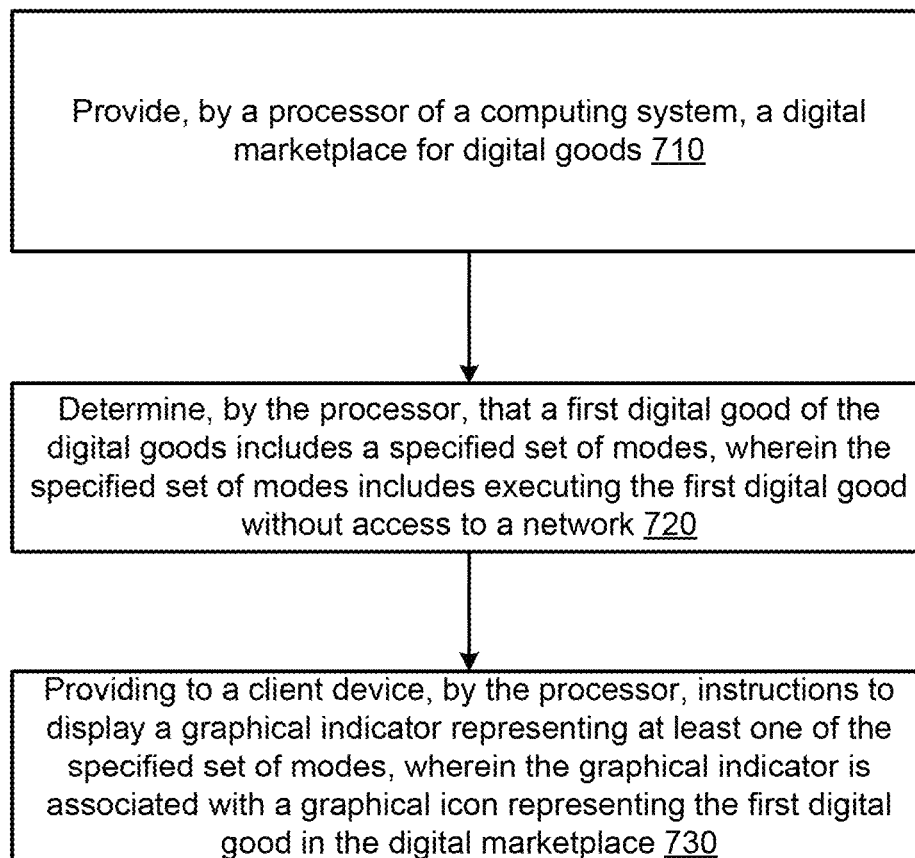 Provide, by a processor of a computing system, a digital
marketplace for digital goods 710
Determine, by the processor, that a first digital good of the
digital goods includes a specified set of modes, wherein the
specified set of modes includes executing the first digital good
without access to a network 720
Providing to a client device, by the processor, instructions to
display a graphical indicator representing at least one of the
specified set of modes, wherein the graphical indicator is
associated with a graphical icon representing the first digital
good in the digital marketplace 730